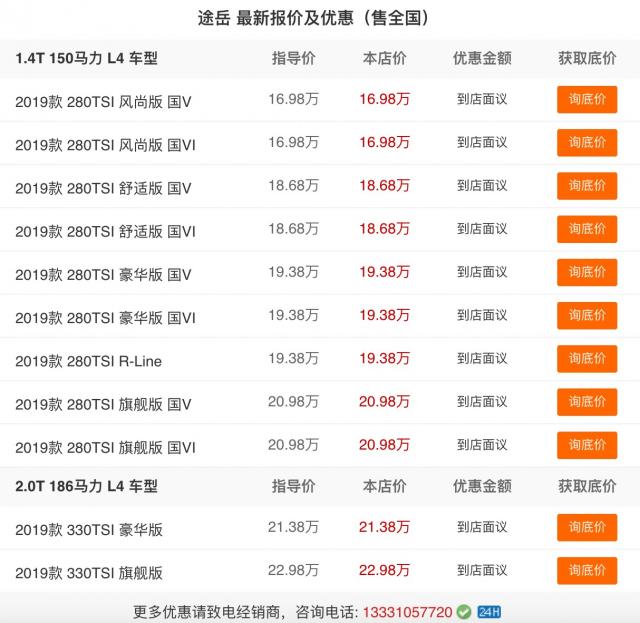 途岳 最新报价及优惠（售全国）
1.4T 150马力 L4 车型 指导价 本店价 优惠金额 获取底价
2019款 280TSI 风尚版 国V 16.98万 16.98万 到店面议 询底价
2019款 280TSI 风尚版 国VI 16.98万 16.98万 到店面议 询底价
2019款 280TSI 舒适版 国V 18.68万 18.68万 到店面议 询底价
2019款 280TSI 舒适版 国VI 18.68万 18.68万 到店面议 询底价
2019款 280TSI 豪华版 国V 19.38万 19.38万 到店面议 询底价
2019款 280TSI 豪华版 国VI 19.38万 19.38万 到店面议 询底价
2019款 280TSI R-Line 19.38万 19.38万 到店面议 询底价
2019款 280TSI 旗舰版 国V 20.98万 20.98万 到店面议 询底价
2019款 280TSI 旗舰版 国VI 20.98万 20.98万 到店面议 询底价
2.0T 186马力 L4 车型 指导价 本店价 优惠金额 获取底价
2019款 330TSI 豪华版 21.38万 21.38万 到店面议 询底价
2019款 330TSI 旗舰版 22.98万 22.98万 到店面议 询底价
更多优惠请致电经销商，咨询电话: 13331057720 24H